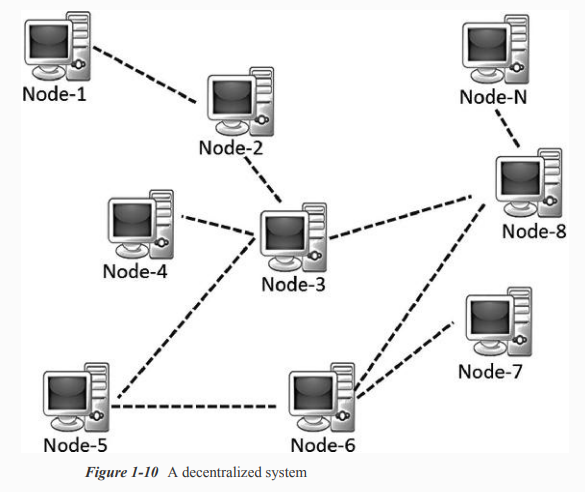 Node-1
Node-N
Node-2
Node-8
Node-4
Node-3
Node-7
Node-5
Node-6
Figure 1-10 A decentralized system